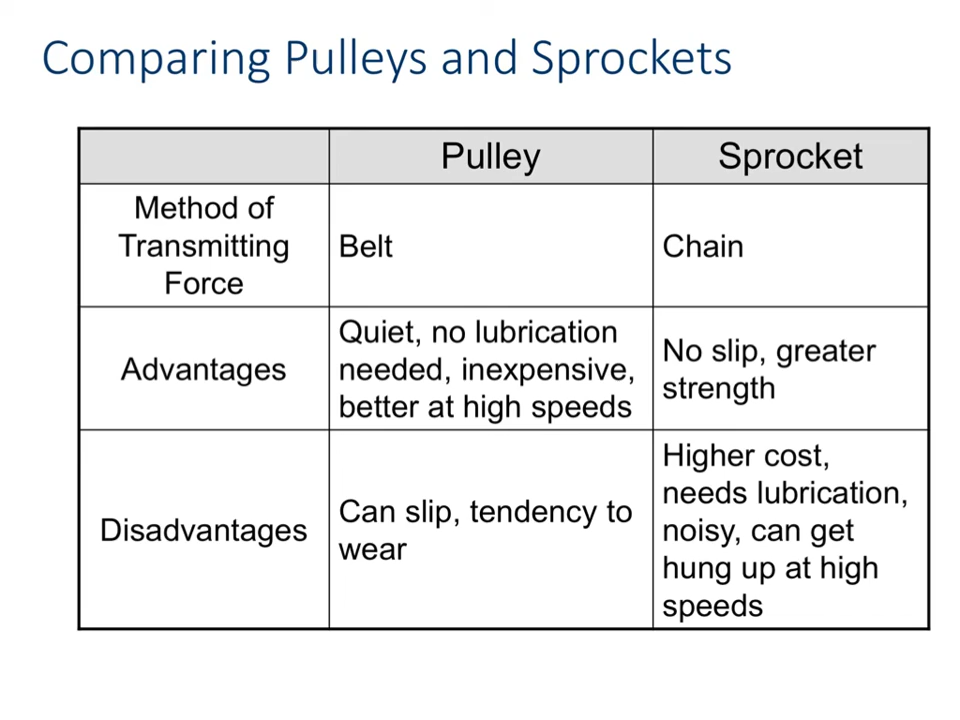 Comparing Pulleys and Sprockets
Pulley
Sprocket
Method of
Transmitting
Force
Belt
Chain
Advantages
Quiet, no lubrication
needed, inexpensive,
better at high speeds
No slip, greater
strength
Disadvantages
Can slip, tendency to
wear
Higher cost,
needs lubrication,
noisy, can get
hung up at high
speeds